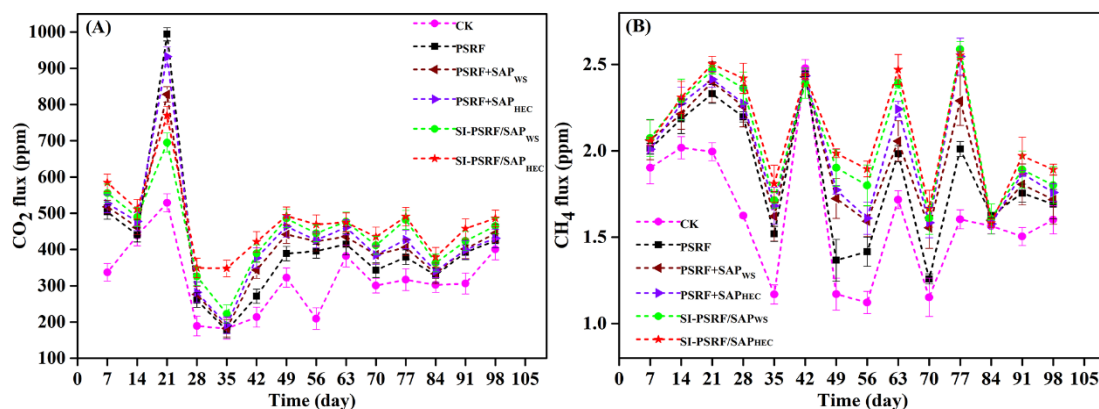 (A)
CO2 flux (ppm)
1000
900
800
700
600
500
400
300
200
100
0 7 14 21 28 35 42 49 56 63 70 77 84 91 98 105
Time (day)
CK
PSRF
PSRF+SAPWS
PSRF+SAPHEC
SI-PSRF/SAPWS
SI-PSRF/SAPHEC
(B)
CH4 flux (ppm)
2.5
2.0
1.5
1.0
0 7 14 21 28 35 42 49 56 63 70 77 84 91 98 105
Time (day)
CK
PSRF
PSRF+SAPWS
PSRF+SAPHEC
SI-PSRF/SAPWS
SI-PSRF/SAPHEC